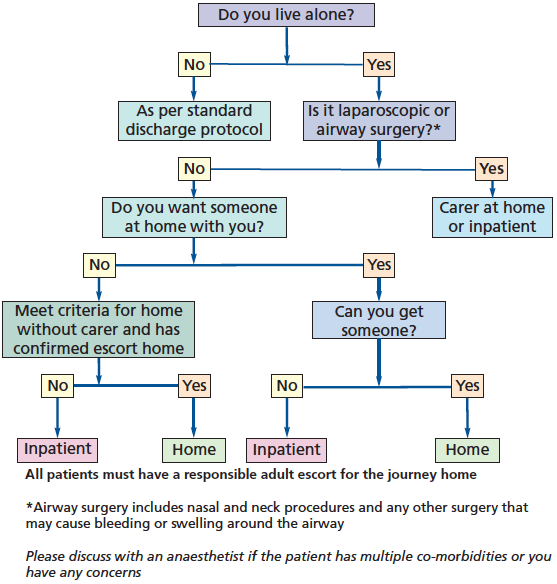 Do you live alone?
No
Yes
As per standard
discharge protocol
Is it laparoscopic or
airway surgery?*
No
Yes
Do you want someone
at home with you?
Carer at home
or inpatient
No
Yes
Meet criteria for home
without carer and has
confirmed escort home
Can you get
someone?
No
Yes
No
Yes
Inpatient
Home
Inpatient
Home
All patients must have a responsible adult escort for the journey home
*Airway surgery includes nasal and neck procedures and any other surgery that
may cause bleeding or swelling around the airway
Please discuss with an anaesthetist if the patient has multiple co-morbidities or you
have any concerns